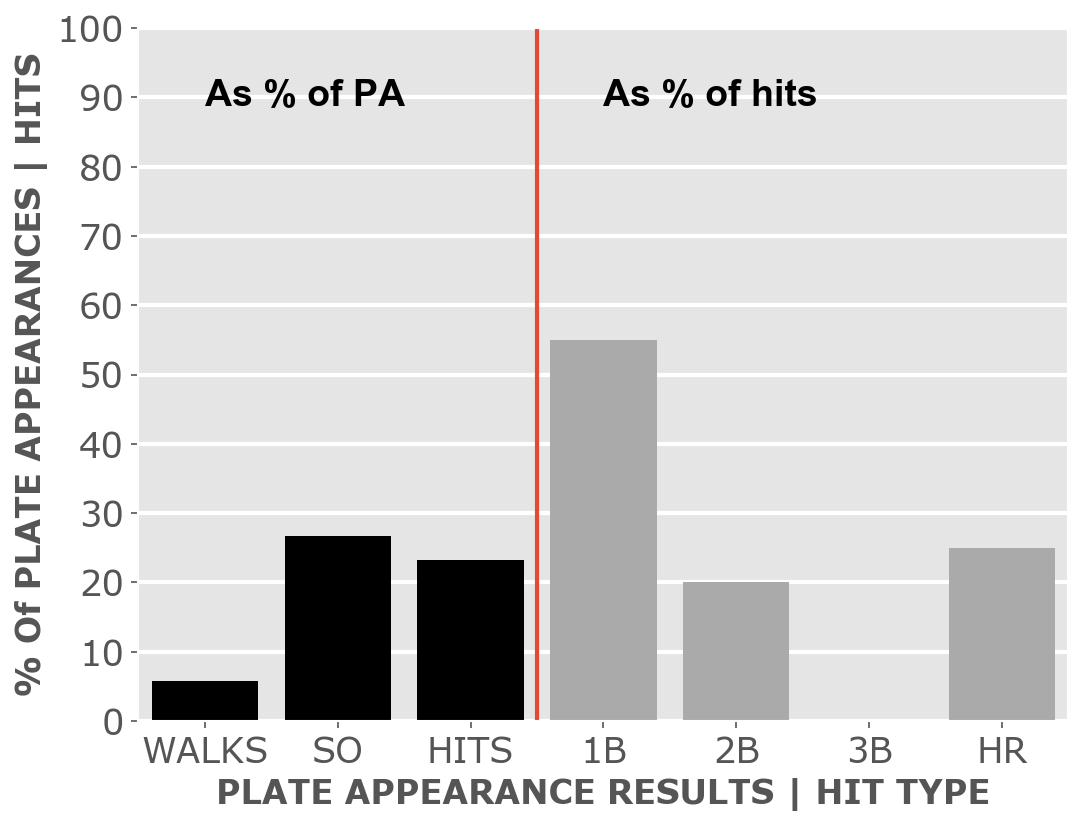 % Of PLATE APPEARANCES | HITS
100
90
80
70
60
50
40
30
20
10
0
As % of PA
As % of hits
WALKS SO HITS 1B 2B 3B HR
PLATE APPEARANCE RESULTS | HIT TYPE